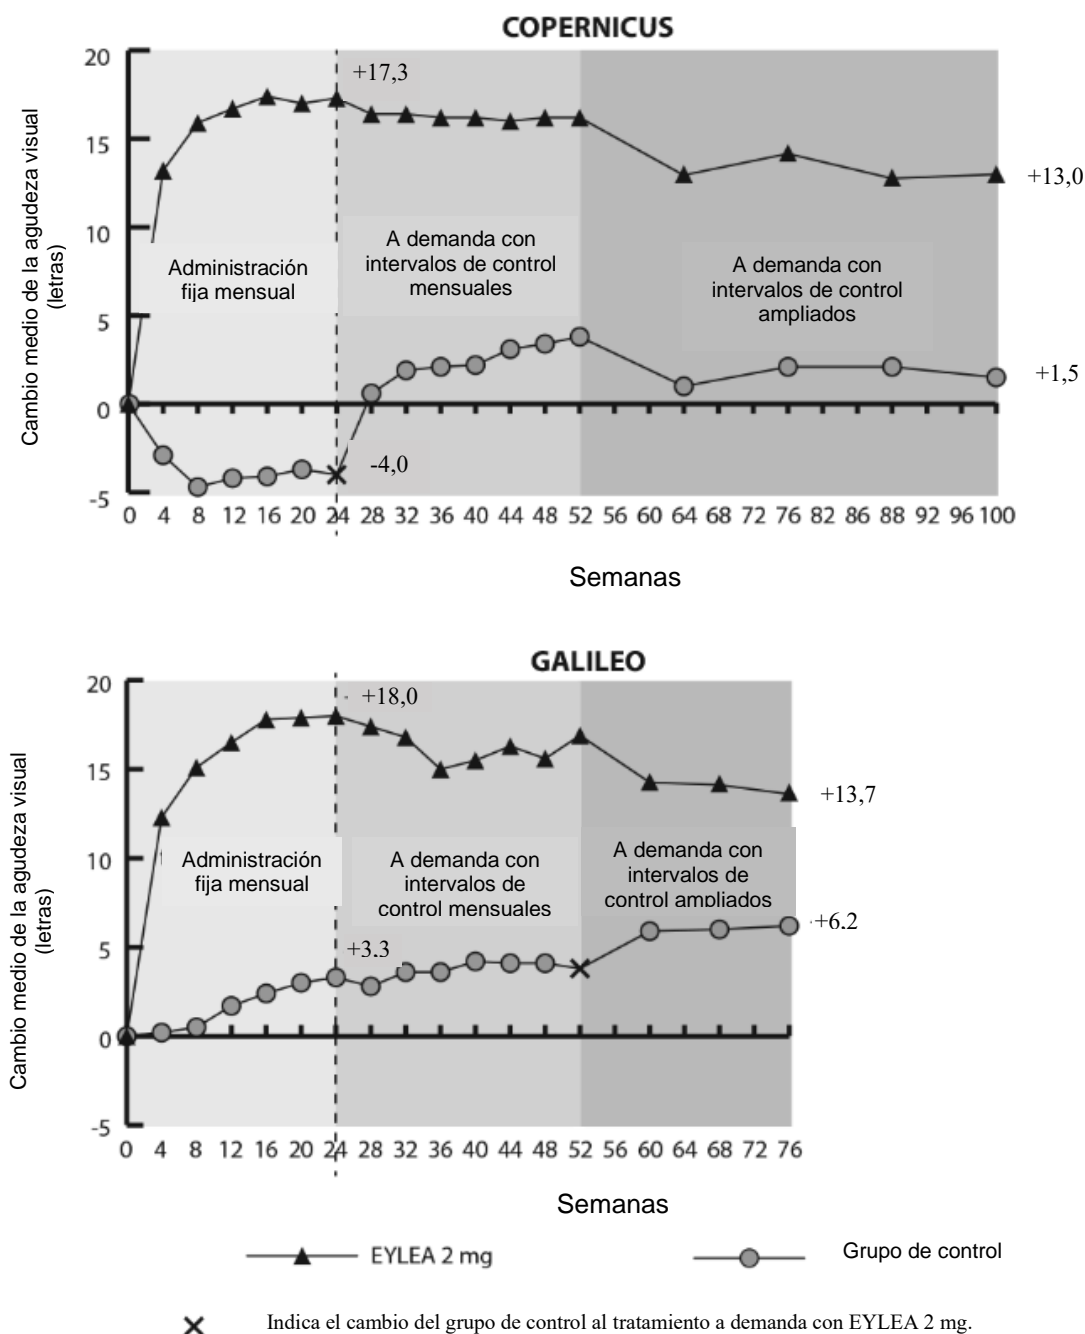 COPERNICUS
Cambio medio de la agudeza visual
(letras)
20
15
10
5
0
-5
+17,3
+13,0
Administración
fija mensual
A demanda con
intervalos de control
mensuales
A demanda con
intervalos de control
ampliados
+1,5
-4,0
0 4 8 12 16 20 24 28 32 36 40 44 48 52 56 60 64 68 72 76 82 86 88 92 96 100
Semanas
GALILEO
Cambio medio de la agudeza visual
(letras)
20
15
10
5
0
-5
+18,0
+13,7
Administración
fija mensual
A demanda con
intervalos de
control mensuales
A demanda con
intervalos de
control ampliados
+3.3
+6.2
0 4 8 12 16 20 24 28 32 36 40 44 48 52 56 60 64 68 72 76
Semanas
EYLEA 2 mg
Grupo de control
Indica el cambio del grupo de control al tratamiento a demanda con EYLEA 2 mg.